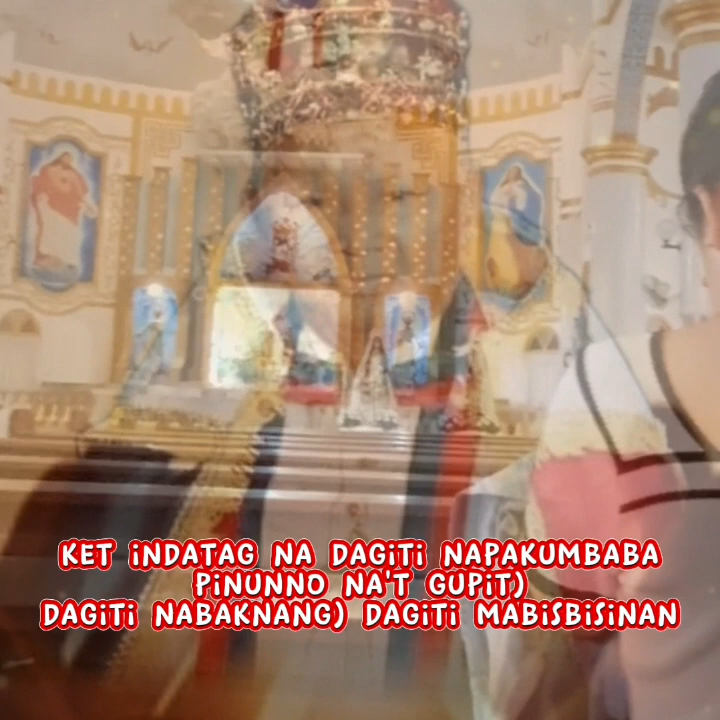 KET INDATAG NA DAGITI NAPAKUMBABA
PINUNNO NA'T GUPIT)
DAGITI NABAKNANG) DAGITI MABISBISINAN